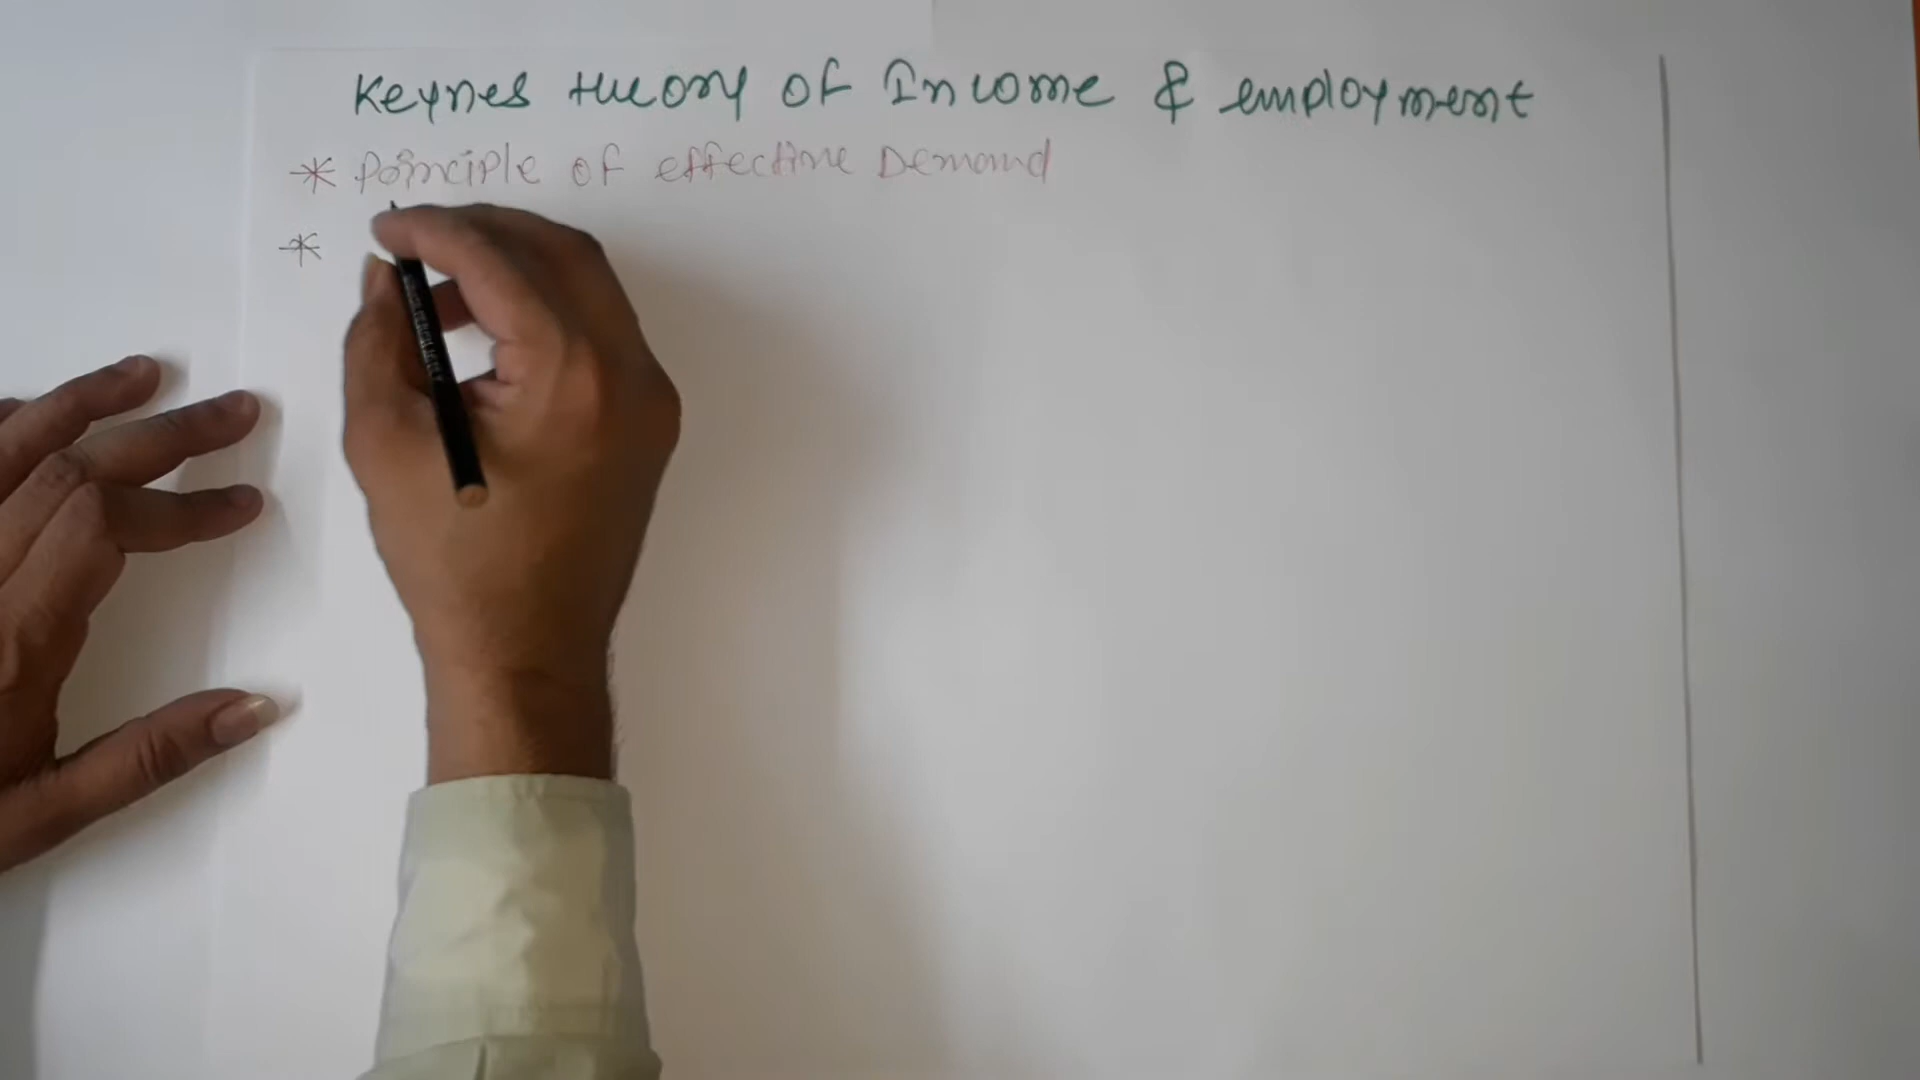 Keynes theory of Income & employment
* Principle of effective Demand
*